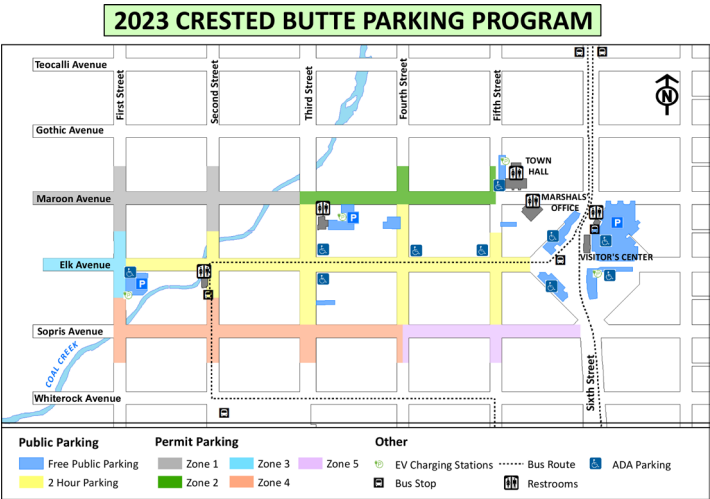 2023 CRESTED BUTTE PARKING PROGRAM
Teocalli Avenue
First Street
Second Street
Third Street
Fourth Street
Fifth Street
N
Gothic Avenue
TOWN
HALL
Maroon Avenue
MARSHALS'
OFFICE
P
P
Elk Avenue
VISITOR'S CENTER
P
Sopris Avenue
COAL CREEK
Sixth Street
Whiterock Avenue
Public Parking
Permit Parking
Other
Free Public Parking
Zone 1
Zone 3
Zone 5
EV Charging Stations
Bus Route
ADA Parking
2 Hour Parking
Zone 2
Zone 4
Bus Stop
Restrooms